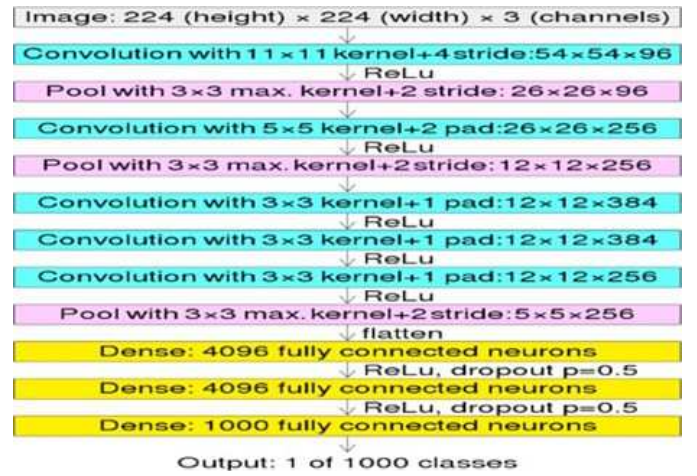 Image: 224 (height) × 224 (width) × 3 (channels)
Convolution with 11×11 kernel+4 stride:54×54×96
ReLu
Pool with 3×3 max. kernel+2 stride: 26×26×96
Convolution with 5×5 kernel+2 pad:26×26×256
ReLu
Pool with 3×3 max.kernel+2stride:12×12×256
Convolution with 3×3 kernel+1 pad:12×12×384
ReLu
Convolution with 3×3 kernel+1 pad:12×12×384
ReLu
Convolution with 3×3 kernel+1 pad:12×12×256
ReLu
Pool with 3×3 max.kernel+2stride:5×5×256
flatten
Dense: 4096 fully connected neurons
ReLu, dropout p=0.5
Dense: 4096 fully connected neurons
ReLu, dropout p=0.5
Dense: 1000 fully connected neurons
Output: 1 of 1000 classes